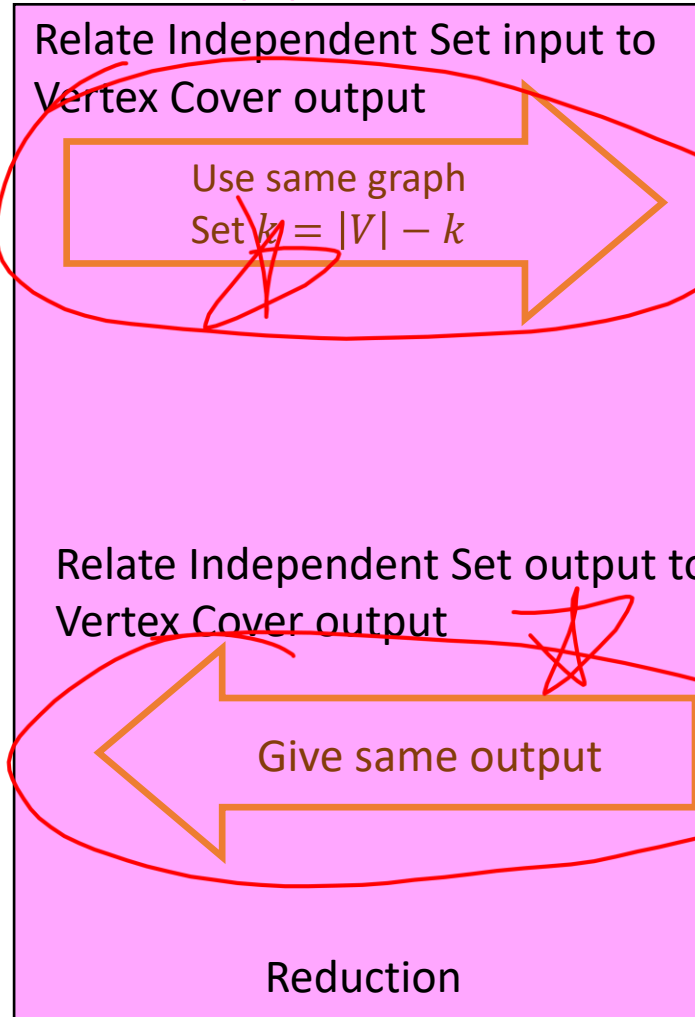 Relate Independent Set input to
Vertex Cover output
Use same graph
Set k = |V| − k
Relate Independent Set output to
Vertex Cover output
Give same output
Reduction